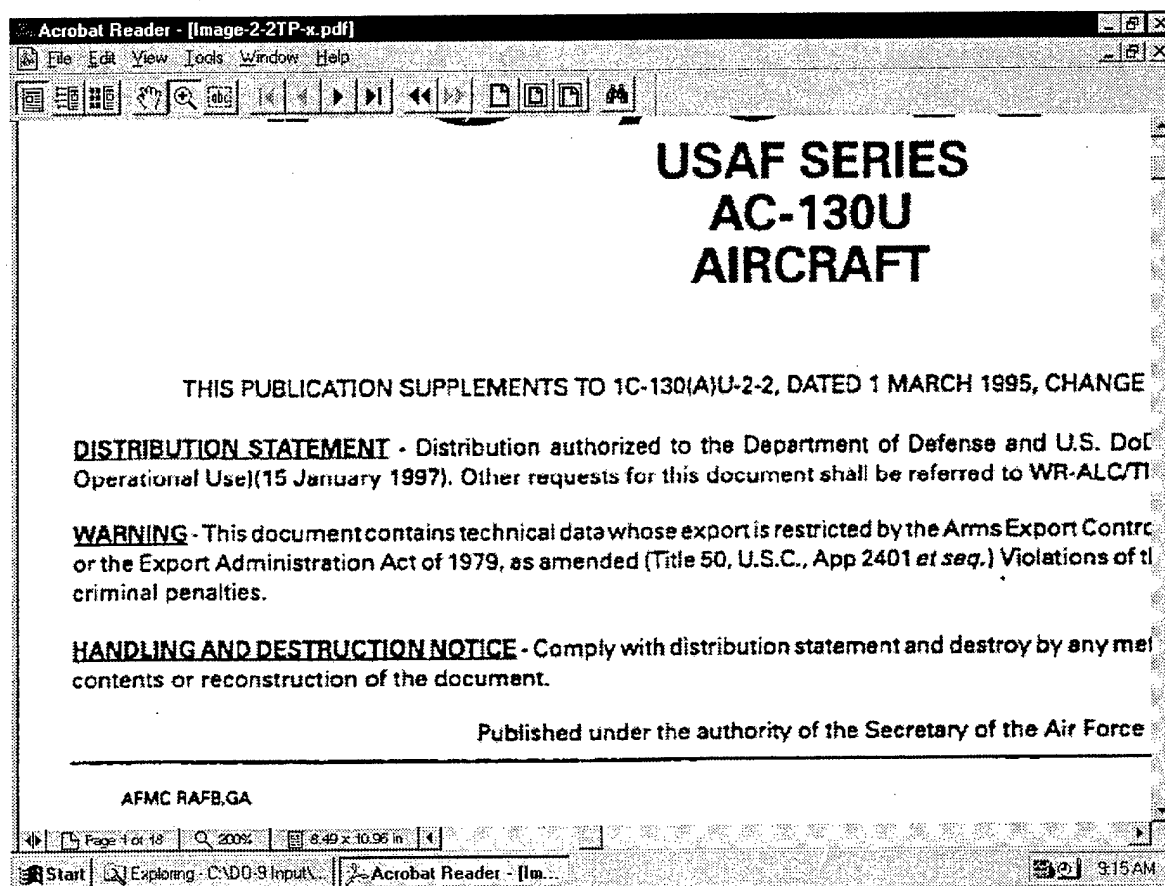 Acrobat Reader - [Image-2-2TP-x.pdf]
File Edit View Tools Window Help
USAF SERIES
AC-130U
AIRCRAFT
THIS PUBLICATION SUPPLEMENTS TO 1C-130(A)U-2-2, DATED 1 MARCH 1995, CHANGE
DISTRIBUTION STATEMENT - Distribution authorized to the Department of Defense and U.S. DoD
Operational Use)(15 January 1997). Other requests for this document shall be referred to WR-ALC/TI
WARNING - This document contains technical data whose export is restricted by the Arms Export Contro
or the Export Administration Act of 1979, as amended (Title 50, U.S.C., App 2401 et seq.) Violations of
criminal penalties.
HANDLING AND DESTRUCTION NOTICE - Comply with distribution statement and destroy by any met
contents or reconstruction of the document.
Published under the authority of the Secretary of the Air Force
AFMC RAFB,GA
Page 1 of 18 200% 8.49 x 10.96 in
Start Exploring - C:\DO-9 Input\... Acrobat Reader - [Im... 9:15 AM